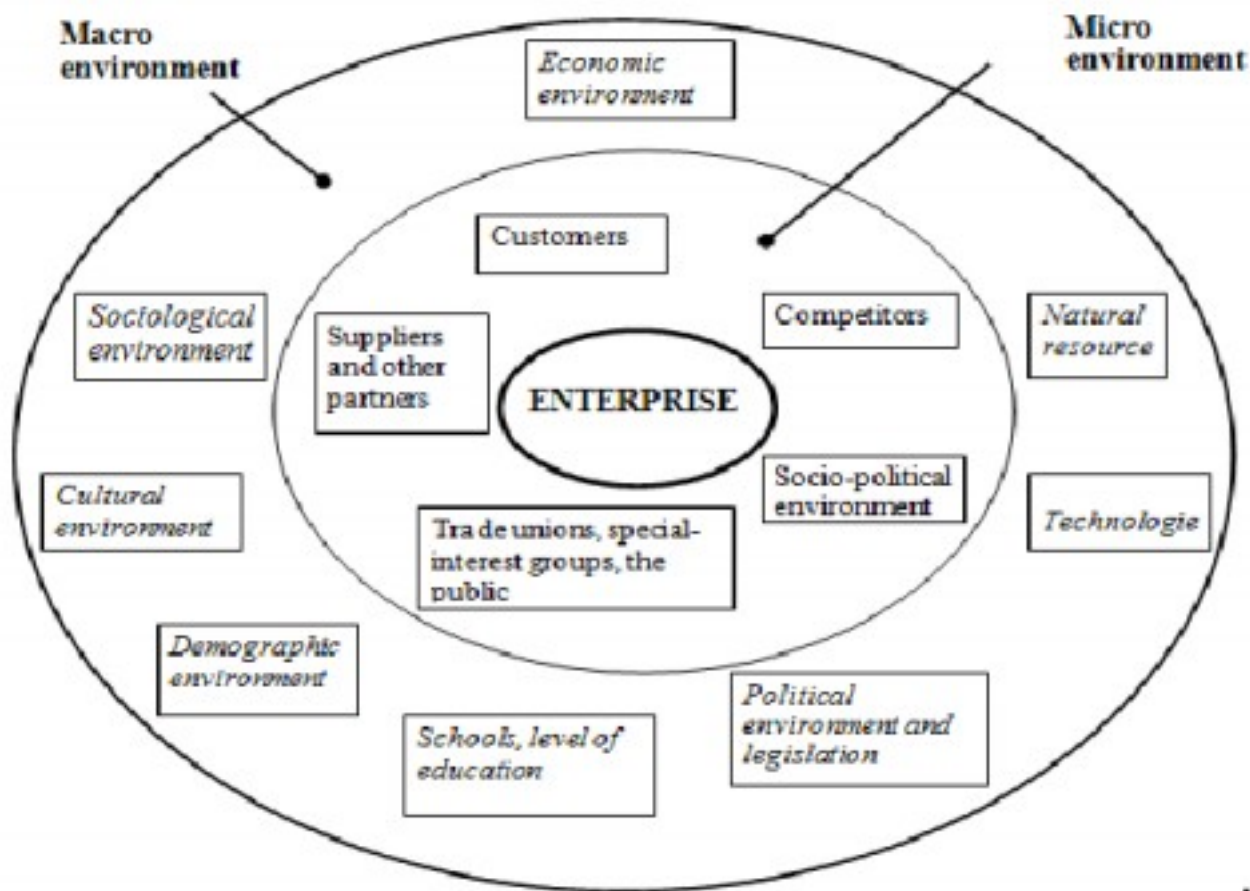 Macro
environment
Micro
environment
Economic
environment
Customers
Sociological
environment
Suppliers
and other
partners
Competitors
Natural
resource
ENTERPRISE
Cultural
environment
Socio-political
environment
Technologie
Trade unions, special-
interest groups, the
public
Demographic
environment
Schools, level of
education
Political
environment and
legislation